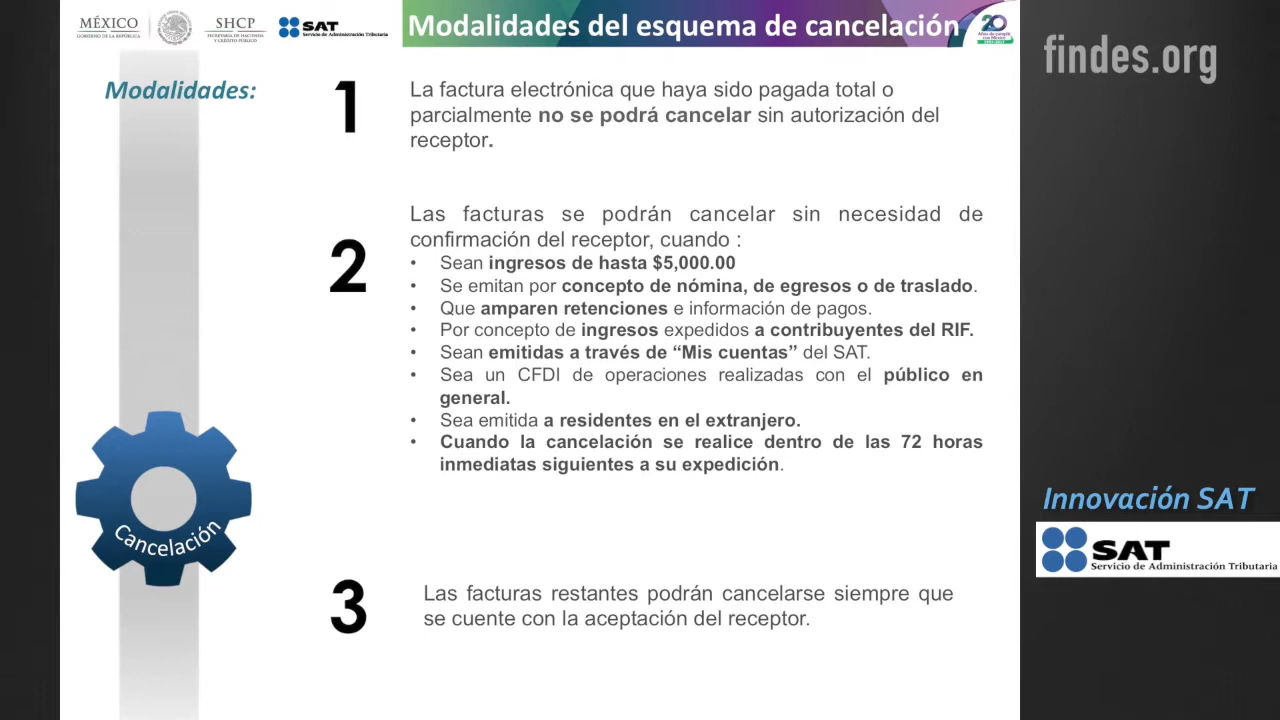 MÉXICO
GOBIERNO DE LA REPÚBLICA
SHCP
SECRETARÍA DE HACIENDA
Y CRÉDITO PÚBLICO
SAT
Servicio de Administración Tributaria
Modalidades del esquema de cancelación
20
findes.org
Modalidades:
1
La factura electrónica que haya sido pagada total o
parcialmente no se podrá cancelar sin autorización del
receptor.
2
Las facturas se podrán cancelar sin necesidad de
confirmación del receptor, cuando :
• Sean ingresos de hasta $5,000.00
• Se emitan por concepto de nómina, de egresos o de traslado.
• Que amparen retenciones e información de pagos.
• Por concepto de ingresos expedidos a contribuyentes del RIF.
• Sean emitidas a través de “Mis cuentas” del SAT.
• Sea un CFDI de operaciones realizadas con el público en
general.
• Sea emitida a residentes en el extranjero.
• Cuando la cancelación se realice dentro de las 72 horas
inmediatas siguientes a su expedición.
Cancelación
3
Las facturas restantes podrán cancelarse siempre que
se cuente con la aceptación del receptor.
Innovación SAT
SAT
Servicio de Administración Tributaria